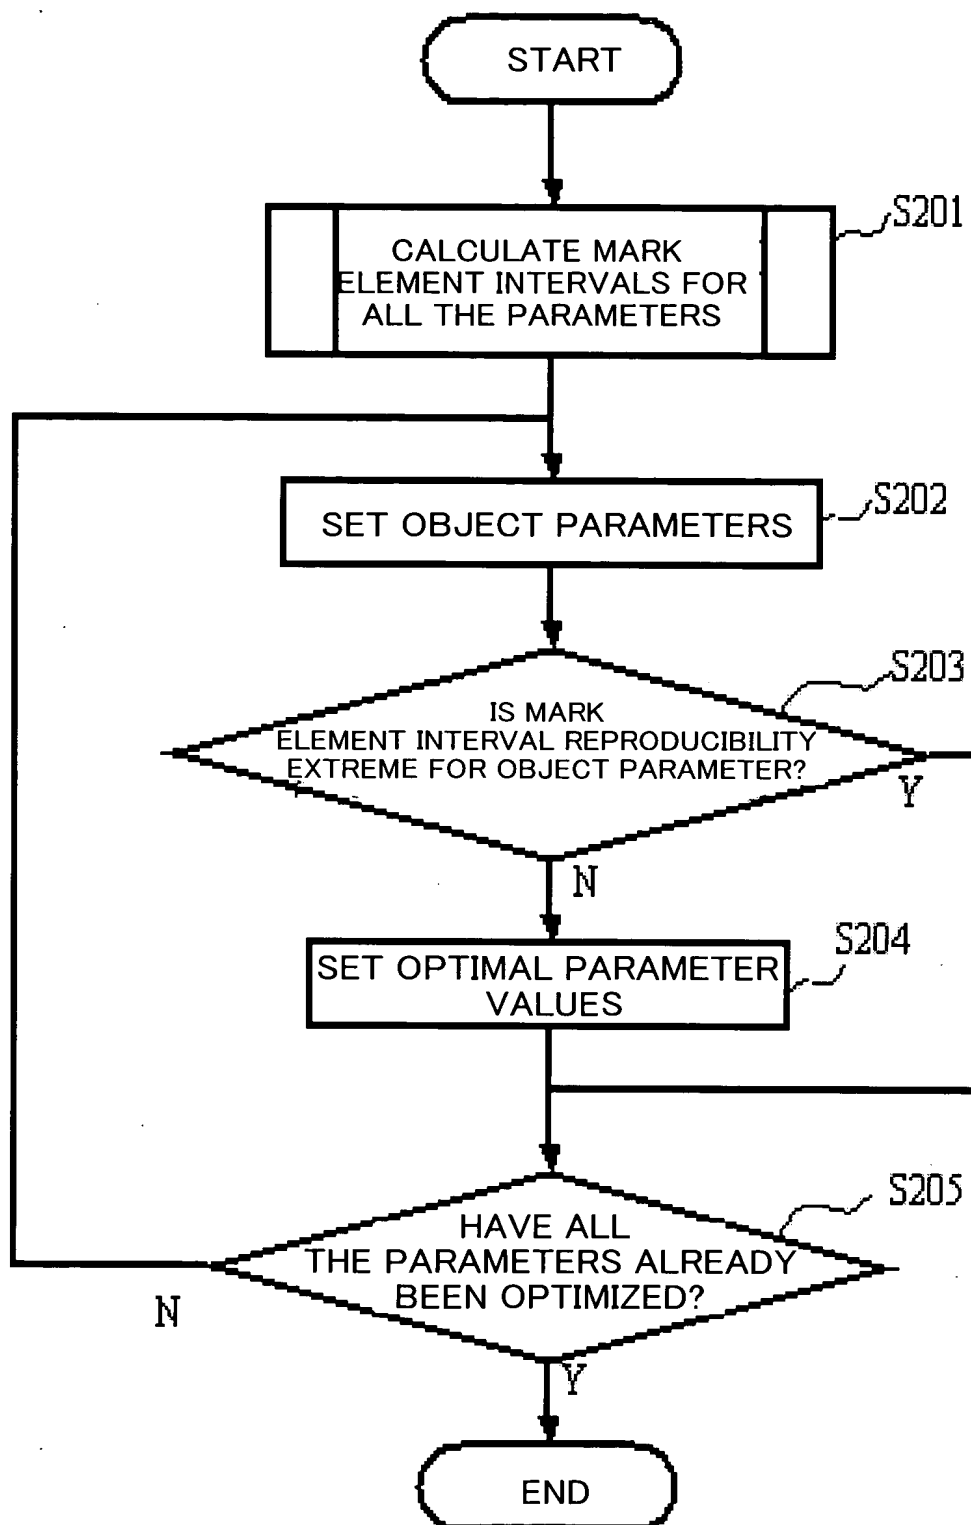 START
S201
CALCULATE MARK
ELEMENT INTERVALS FOR
ALL THE PARAMETERS
S202
SET OBJECT PARAMETERS
S203
IS MARK
ELEMENT INTERVAL REPRODUCIBILITY
EXTREME FOR OBJECT PARAMETER?
Y
N
S204
SET OPTIMAL PARAMETER
VALUES
S205
HAVE ALL
THE PARAMETERS ALREADY
BEEN OPTIMIZED?
N
Y
END